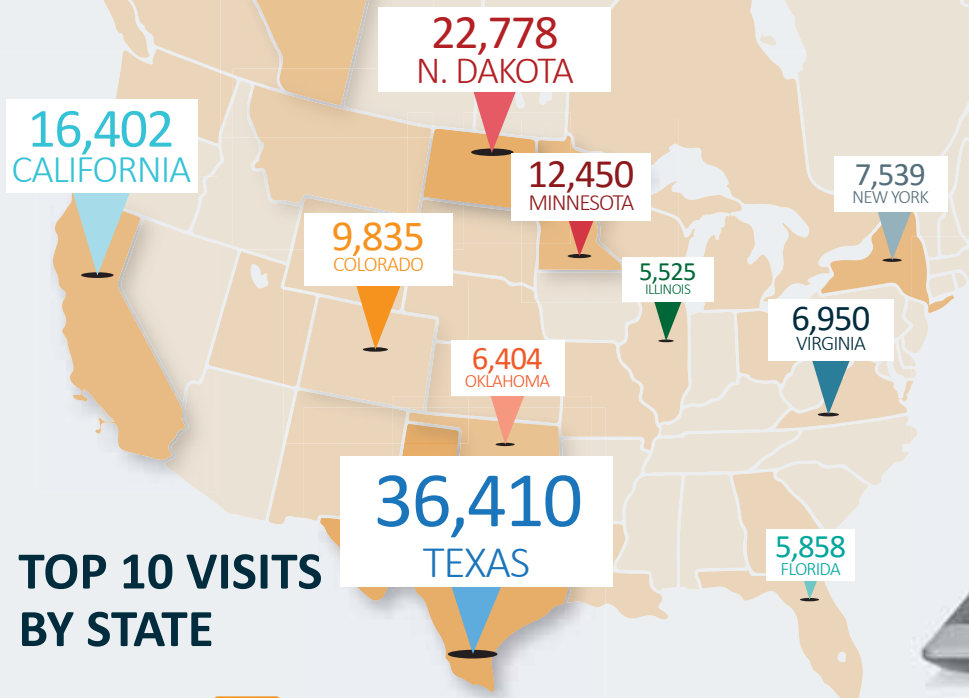 22,778
N. DAKOTA
16,402
CALIFORNIA
12,450
MINNESOTA
7,539
NEW YORK
9,835
COLORADO
5,525
ILLINOIS
6,950
VIRGINIA
6,404
OKLAHOMA
36,410
TEXAS
5,858
FLORIDA
TOP 10 VISITS
BY STATE